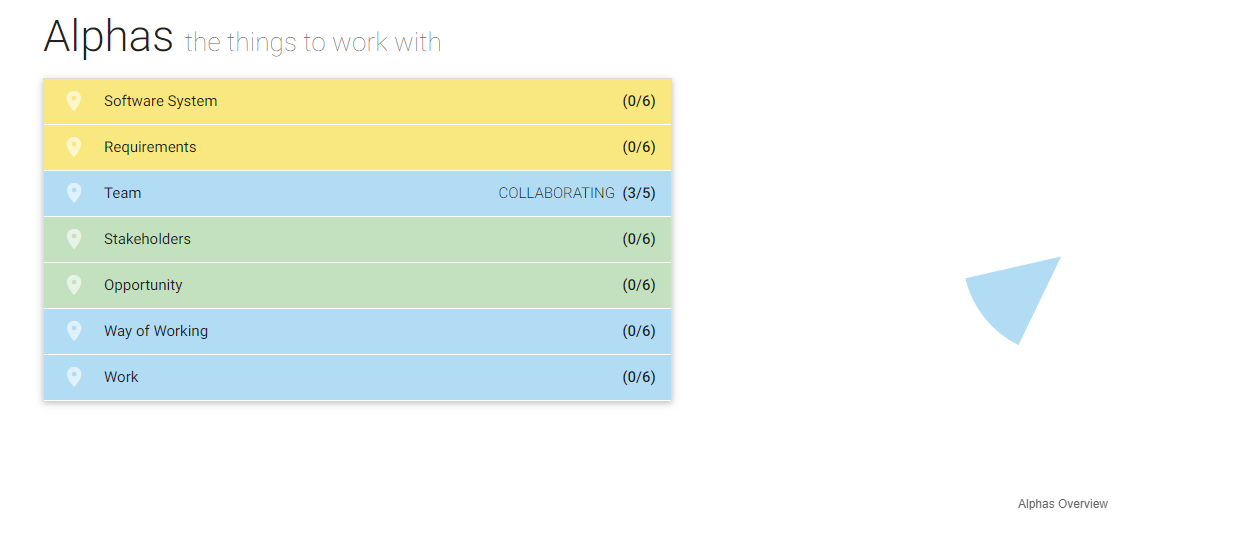 Alphas the things to work with
Software System (0/6)
Requirements (0/6)
Team COLLABORATING (3/5)
Stakeholders (0/6)
Opportunity (0/6)
Way of Working (0/6)
Work (0/6)
Alphas Overview